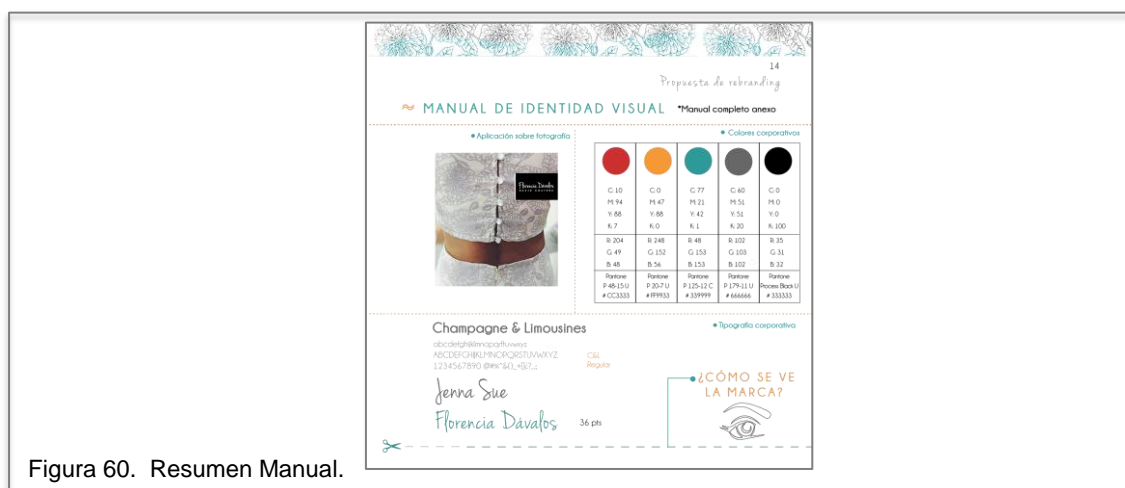 14
Propuesta de rebranding
MANUAL DE IDENTIDAD VISUAL *Manual completo anexo
Aplicación sobre fotografía
Florencia Dávalos
Colores corporativos
C: 10 C: 0 C: 77 C: 60 C: 0
M: 94 M: 47 M: 21 M: 51 M: 0
Y: 88 Y: 88 Y: 42 Y: 51 Y: 0
K: 7 K: 0 K: 1 K: 20 K: 100
R: 204 R: 248 R: 48 R: 102 R: 35
G: 49 G: 152 G: 153 G: 103 G: 31
B: 48 B: 56 B: 153 B: 102 B: 32
Pantone Pantone Pantone Pantone Pantone
P 48-15 U P 20-7 U P 125-12 C P 179-11 U Process Black U
# CC3333 # FF9933 # 339999 # 666666 # 333333
Champagne & Limousines
Tipografía corporativa
abcdefghijklmnopqrstuvwxyz
ABCDEFGHIJKLMNOPQRSTUVWXYZ
1234567890
C&L
Regular
Jenna Sue
Florencia Dávalos 36 pts
¿CÓMO SE VE
LA MARCA?
Figura 60. Resumen Manual.